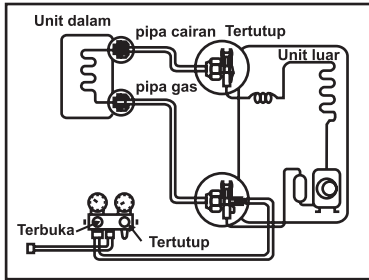 Unit dalam
pipa cairan
Tertutup
Unit luar
pipa gas
Terbuka
Tertutup